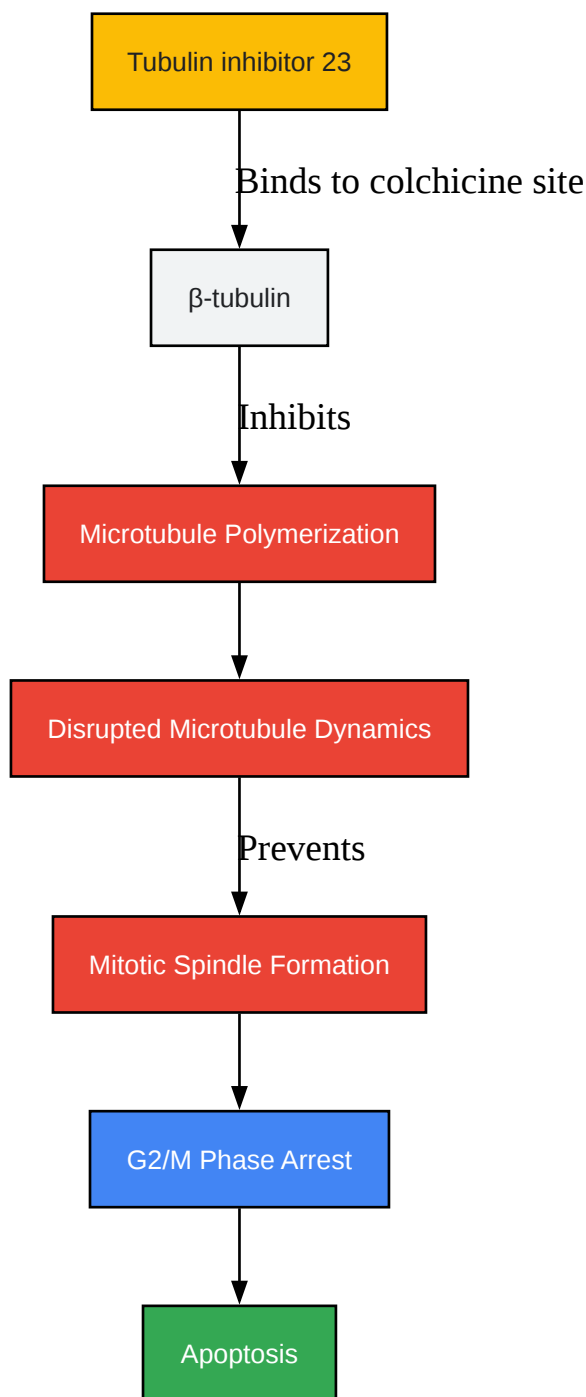 Tubulin inhibitor 23
Binds to colchicine site
β-tubulin
Inhibits
Microtubule Polymerization
Disrupted Microtubule Dynamics
Prevents
Mitotic Spindle Formation
G2/M Phase Arrest
Apoptosis